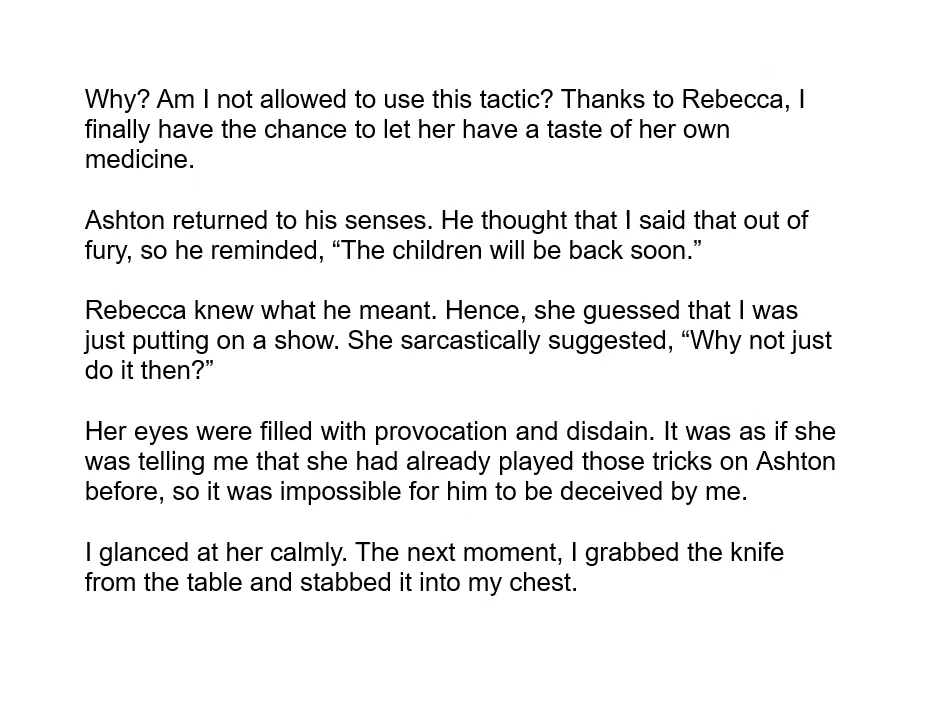 Why? Am I not allowed to use this tactic? Thanks to Rebecca, I
finally have the chance to let her have a taste of her own
medicine.
Ashton returned to his senses. He thought that I said that out of
fury, so he reminded, “The children will be back soon.”
Rebecca knew what he meant. Hence, she guessed that I was
just putting on a show. She sarcastically suggested, “Why not just
do it then?”
Her eyes were filled with provocation and disdain. It was as if she
was telling me that she had already played those tricks on Ashton
before, so it was impossible for him to be deceived by me.
I glanced at her calmly. The next moment, I grabbed the knife
from the table and stabbed it into my chest.